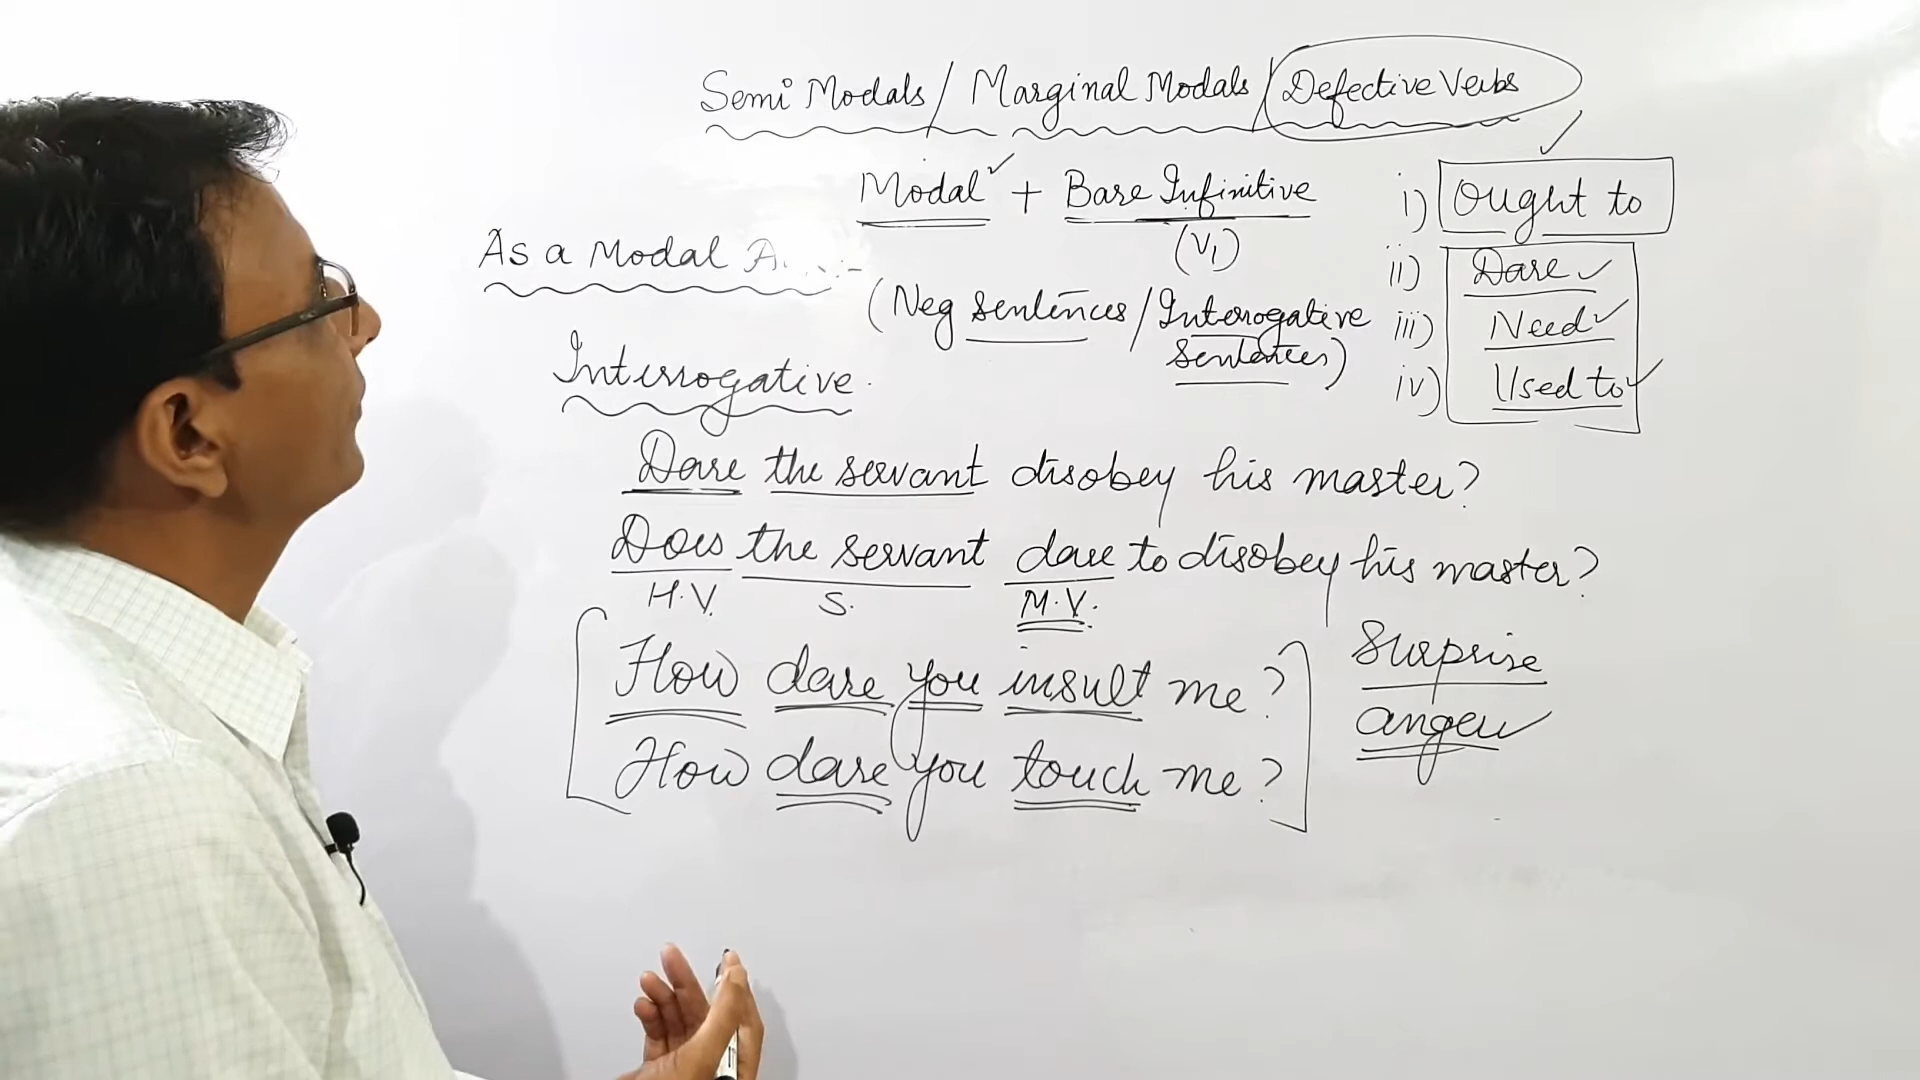 Semi Modals / Marginal Modals / Defective Verbs
Modal ✓ + Base Infinitive
(V₁)
i) Ought to
ii) Dare ✓
iii) Need ✓
iv) Used to ✓
As a Modal
(Neg sentences / Interrogative
sentences)
Interrogative.
Dare the servant disobey his master?
Does the servant dare to disobey his master?
H.V. S. M.V.
How dare you insult me?
How dare you touch me?
Surprise
anger